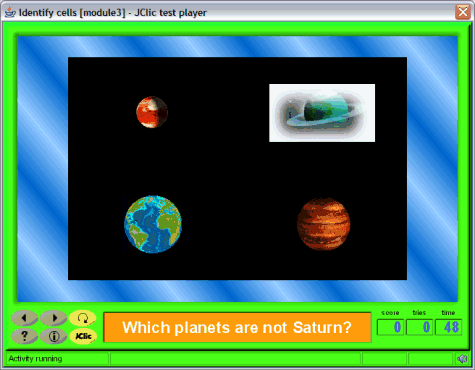 Identify cells [module3] - JClic test player
score tries time
0 0 48
? i JClic
Which planets are not Saturn?
Activity running